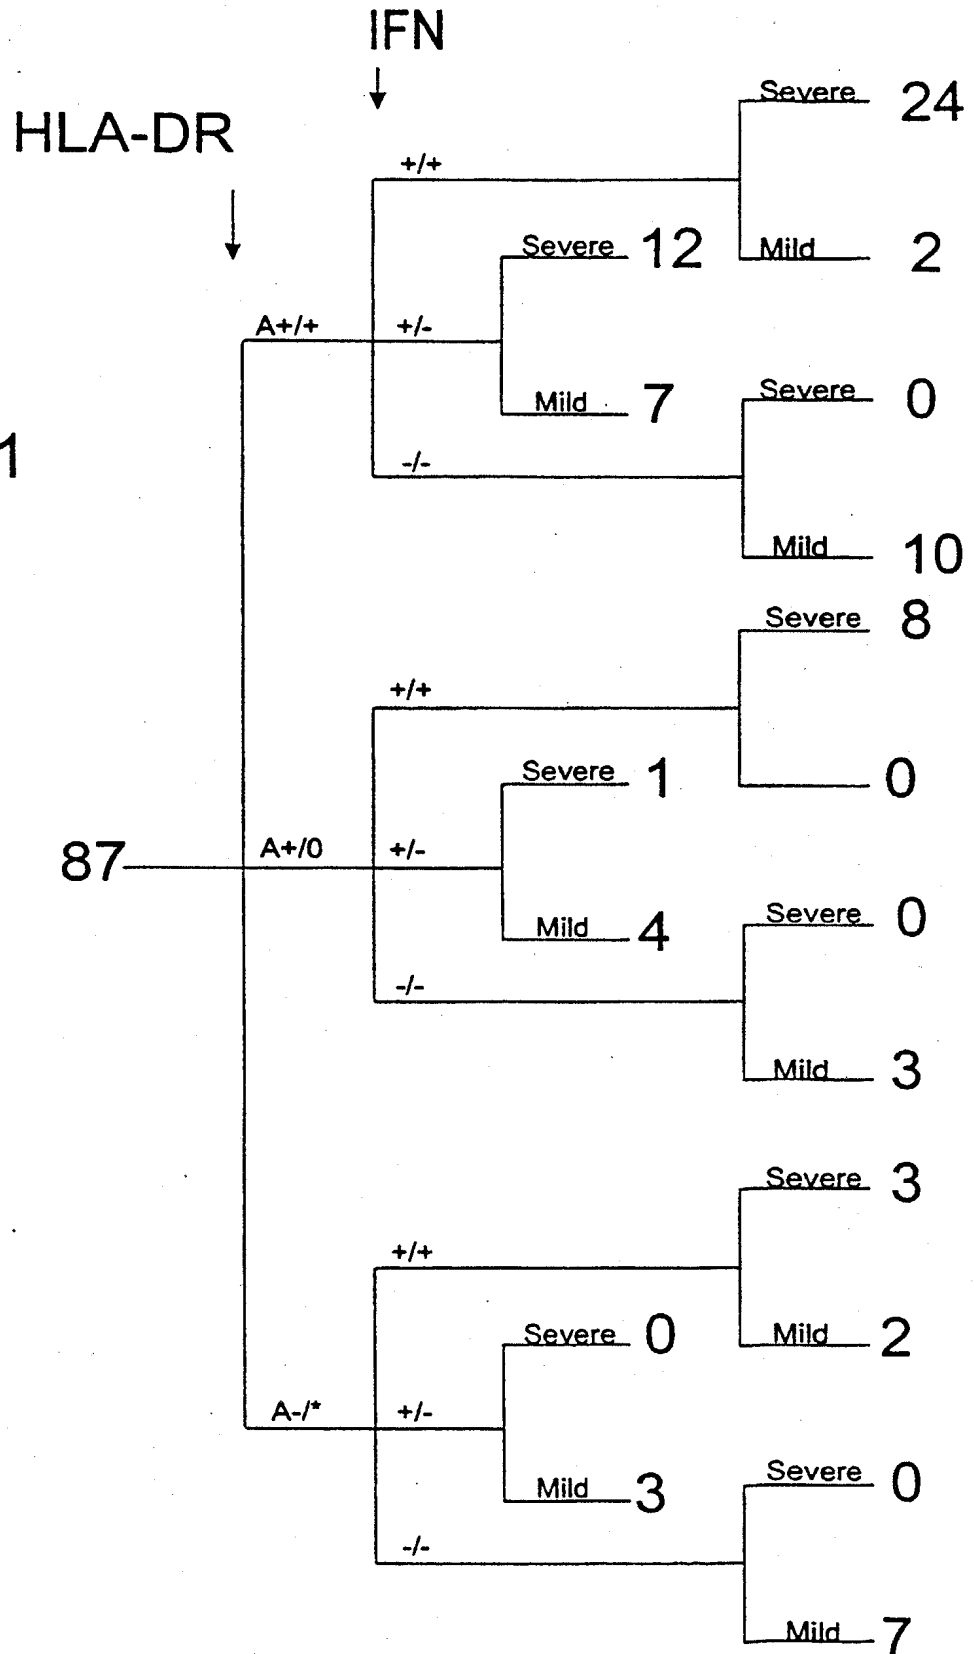 IFN
HLA-DR
Severe 24
+/+
Severe 12
Mild 2
A+/+ +/-
Severe 0
Mild 7
1
-/-
Mild 10
Severe 8
+/+
Severe 1
0
87 A+/0 +/-
Severe 0
Mild 4
-/-
Mild 3
Severe 3
+/+
Severe 0
Mild 2
A-/* +/-
Severe 0
Mild 3
-/-
Mild 7